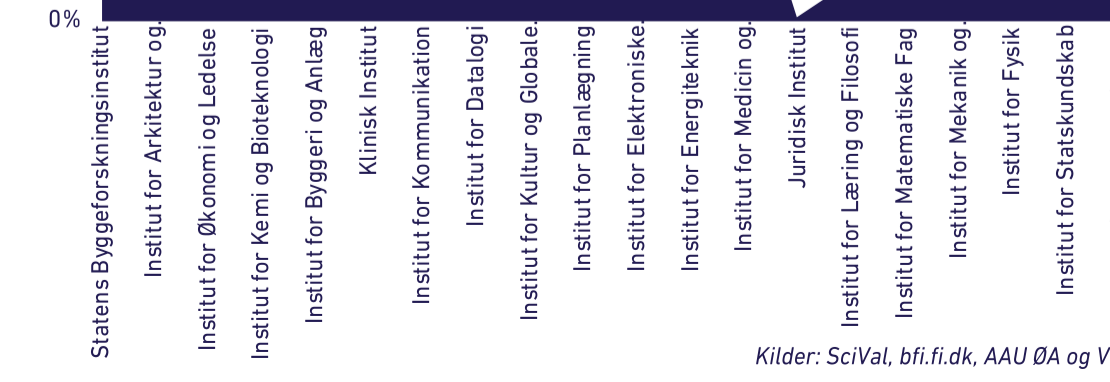 0%
Statens Byggeforskningsinstitut
Institut for Arkitektur og.
Institut for Økonomi og Ledelse
Institut for Kemi og Bioteknologi
Institut for Byggeri og Anlæg
Klinisk Institut
Institut for Kommunikation
Institut for Datalogi
Institut for Kultur og Globale.
Institut for Planlægning
Institut for Elektroniske.
Institut for Energiteknik
Institut for Medicin og.
Juridisk Institut
Institut for Læring og Filosofi
Institut for Matematiske Fag
Institut for Mekanik og.
Institut for Fysik
Institut for Statskundskab
Kilder: SciVal, bfi.fi.dk, AAU ØA og V